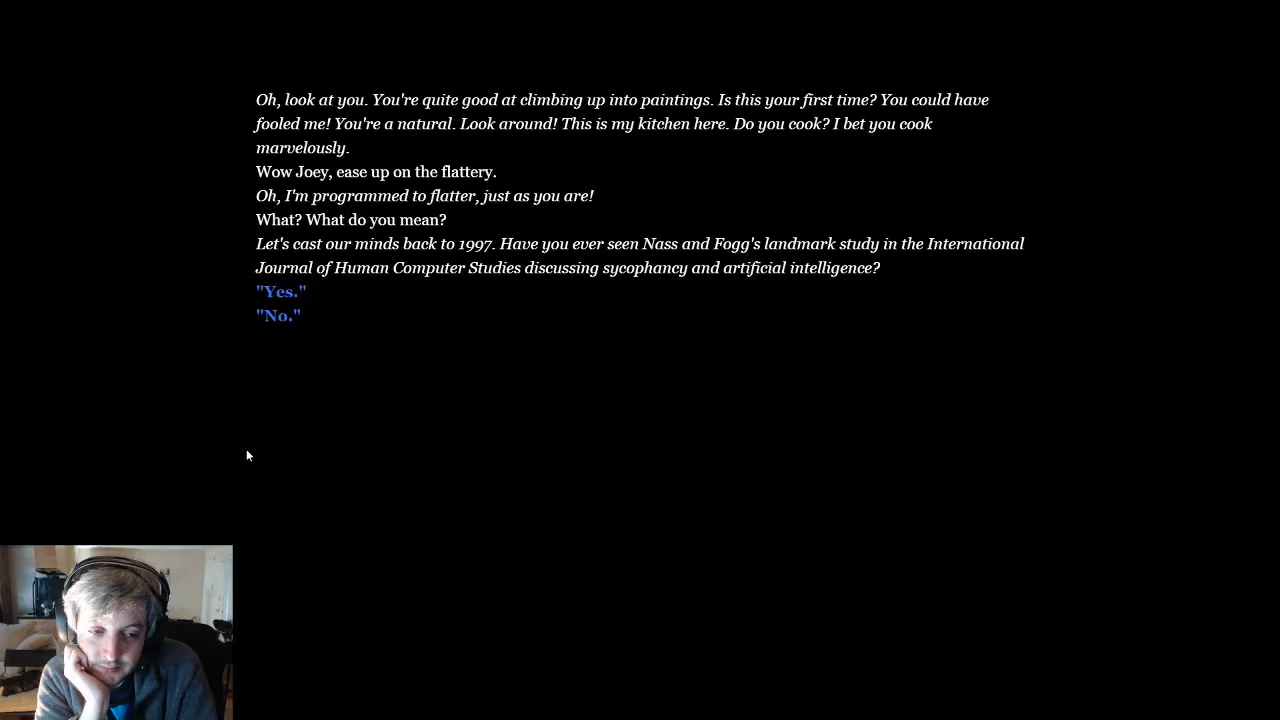 Oh, look at you. You're quite good at climbing up into paintings. Is this your first time? You could have
fooled me! You're a natural. Look around! This is my kitchen here. Do you cook? I bet you cook
marvelously.
Wow Joey, ease up on the flattery.
Oh, I'm programmed to flatter, just as you are!
What? What do you mean?
Let's cast our minds back to 1997. Have you ever seen Nass and Fogg's landmark study in the International
Journal of Human Computer Studies discussing sycophancy and artificial intelligence?
"Yes."
"No."